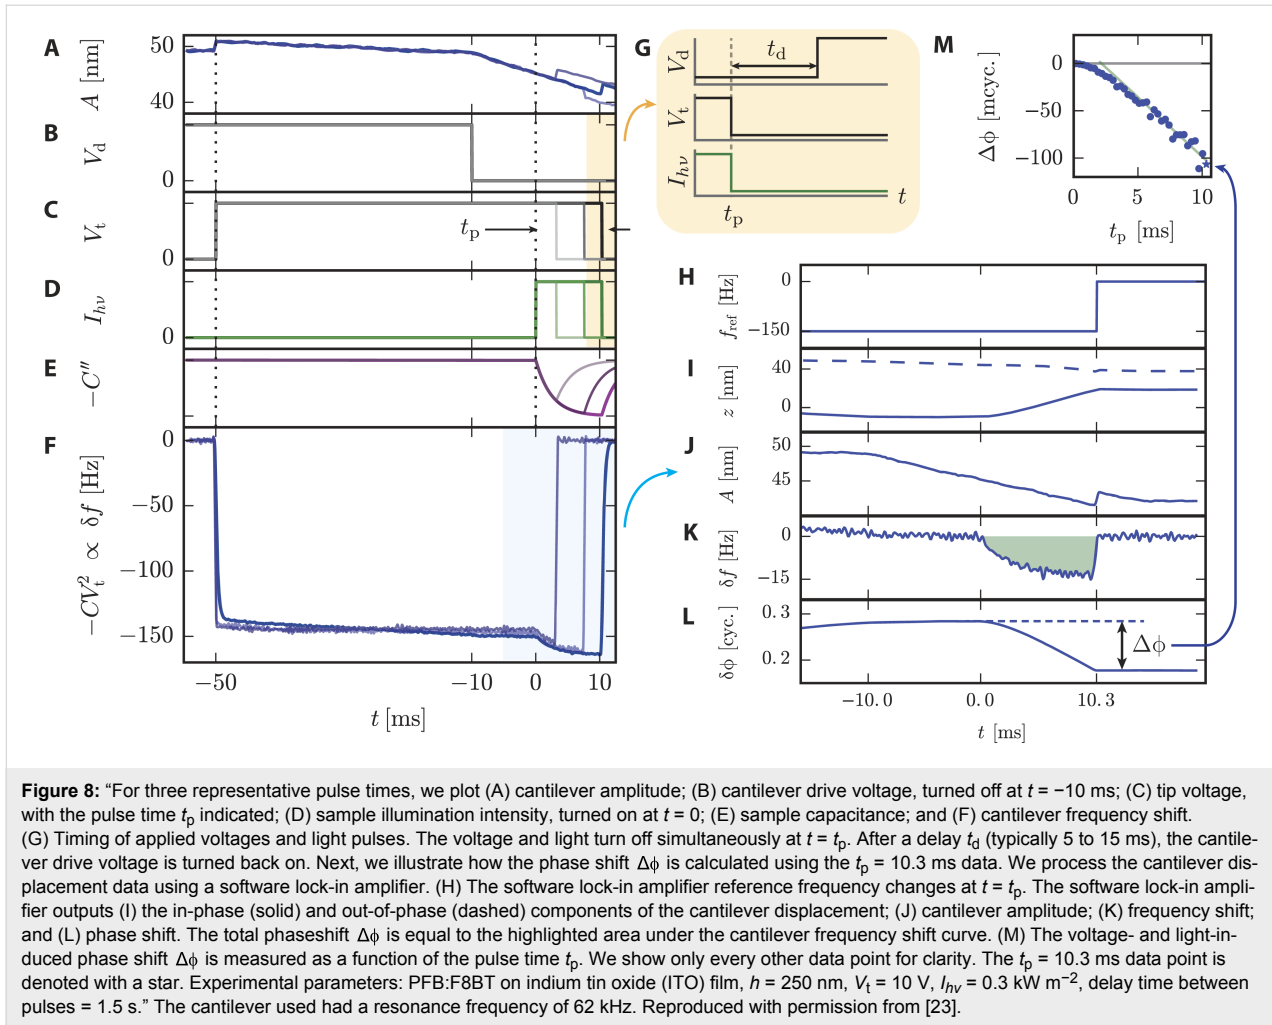 A
A [nm]
50
40
B
V_d
0
C
V_t
0
t_p
D
I_hν
0
E
−C″
F
−CV_t² ∝ δf [Hz]
0
−50
−100
−150
−50
−10
0
10
t [ms]
G
V_d
t_d
V_t
I_hν
t
t_p
M
Δϕ [mcyc.]
0
−50
−100
0
5
10
t_p [ms]
H
f_ref [Hz]
0
−150
I
z [nm]
40
0
J
A [nm]
50
45
K
δf [Hz]
0
−15
L
δϕ [cyc.]
0.3
0.2
Δϕ
−10.0
0.0
10.3
t [ms]
Figure 8: “For three representative pulse times, we plot (A) cantilever amplitude; (B) cantilever drive voltage, turned off at t = −10 ms; (C) tip voltage,
with the pulse time t_p indicated; (D) sample illumination intensity, turned on at t = 0; (E) sample capacitance; and (F) cantilever frequency shift.
(G) Timing of applied voltages and light pulses. The voltage and light turn off simultaneously at t = t_p. After a delay t_d (typically 5 to 15 ms), the cantile-
ver drive voltage is turned back on. Next, we illustrate how the phase shift Δϕ is calculated using the t_p = 10.3 ms data. We process the cantilever dis-
placement data using a software lock-in amplifier. (H) The software lock-in amplifier reference frequency changes at t = t_p. The software lock-in ampli-
fier outputs (I) the in-phase (solid) and out-of-phase (dashed) components of the cantilever displacement; (J) cantilever amplitude; (K) frequency shift;
and (L) phase shift. The total phaseshift Δϕ is equal to the highlighted area under the cantilever frequency shift curve. (M) The voltage- and light-in-
duced phase shift Δϕ is measured as a function of the pulse time t_p. We show only every other data point for clarity. The t_p = 10.3 ms data point is
denoted with a star. Experimental parameters: PFB:F8BT on indium tin oxide (ITO) film, h = 250 nm, V_t = 10 V, I_hν = 0.3 kW m⁻², delay time between
pulses = 1.5 s.” The cantilever used had a resonance frequency of 62 kHz. Reproduced with permission from [23].